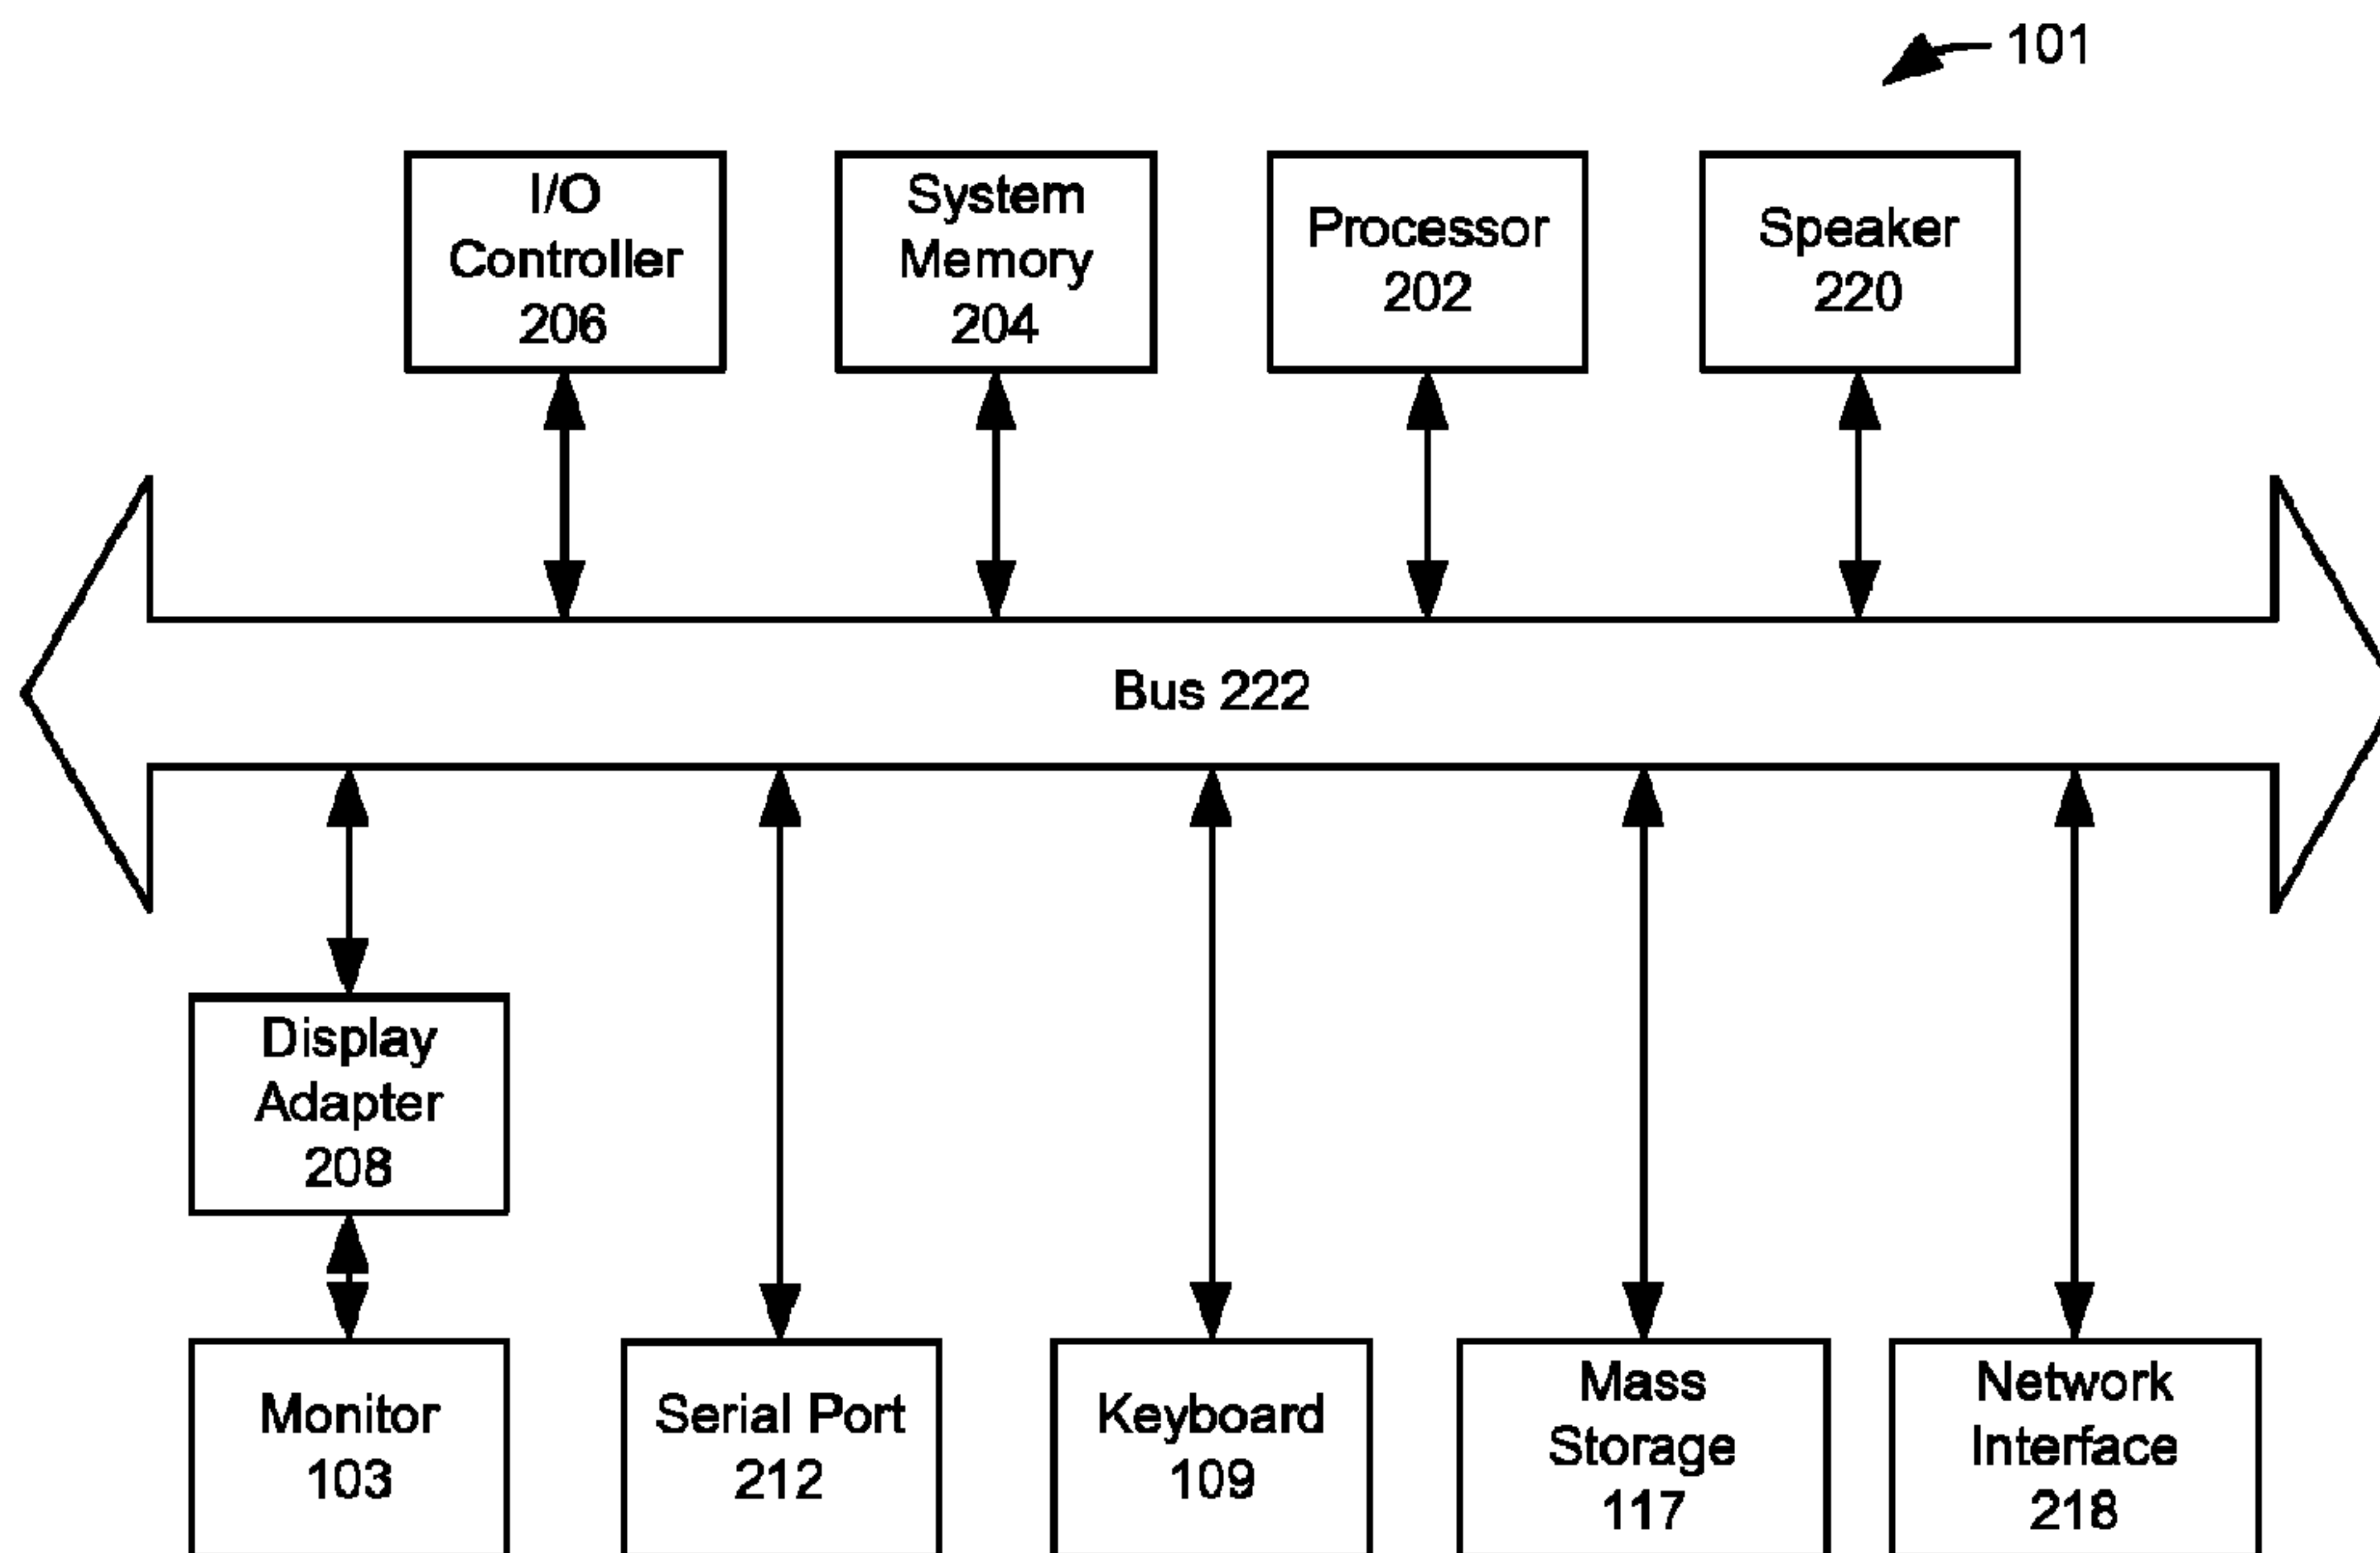 101
I/O
Controller
206
System
Memory
204
Processor
202
Speaker
220
Bus 222
Display
Adapter
208
Monitor
103
Serial Port
212
Keyboard
109
Mass
Storage
117
Network
Interface
218